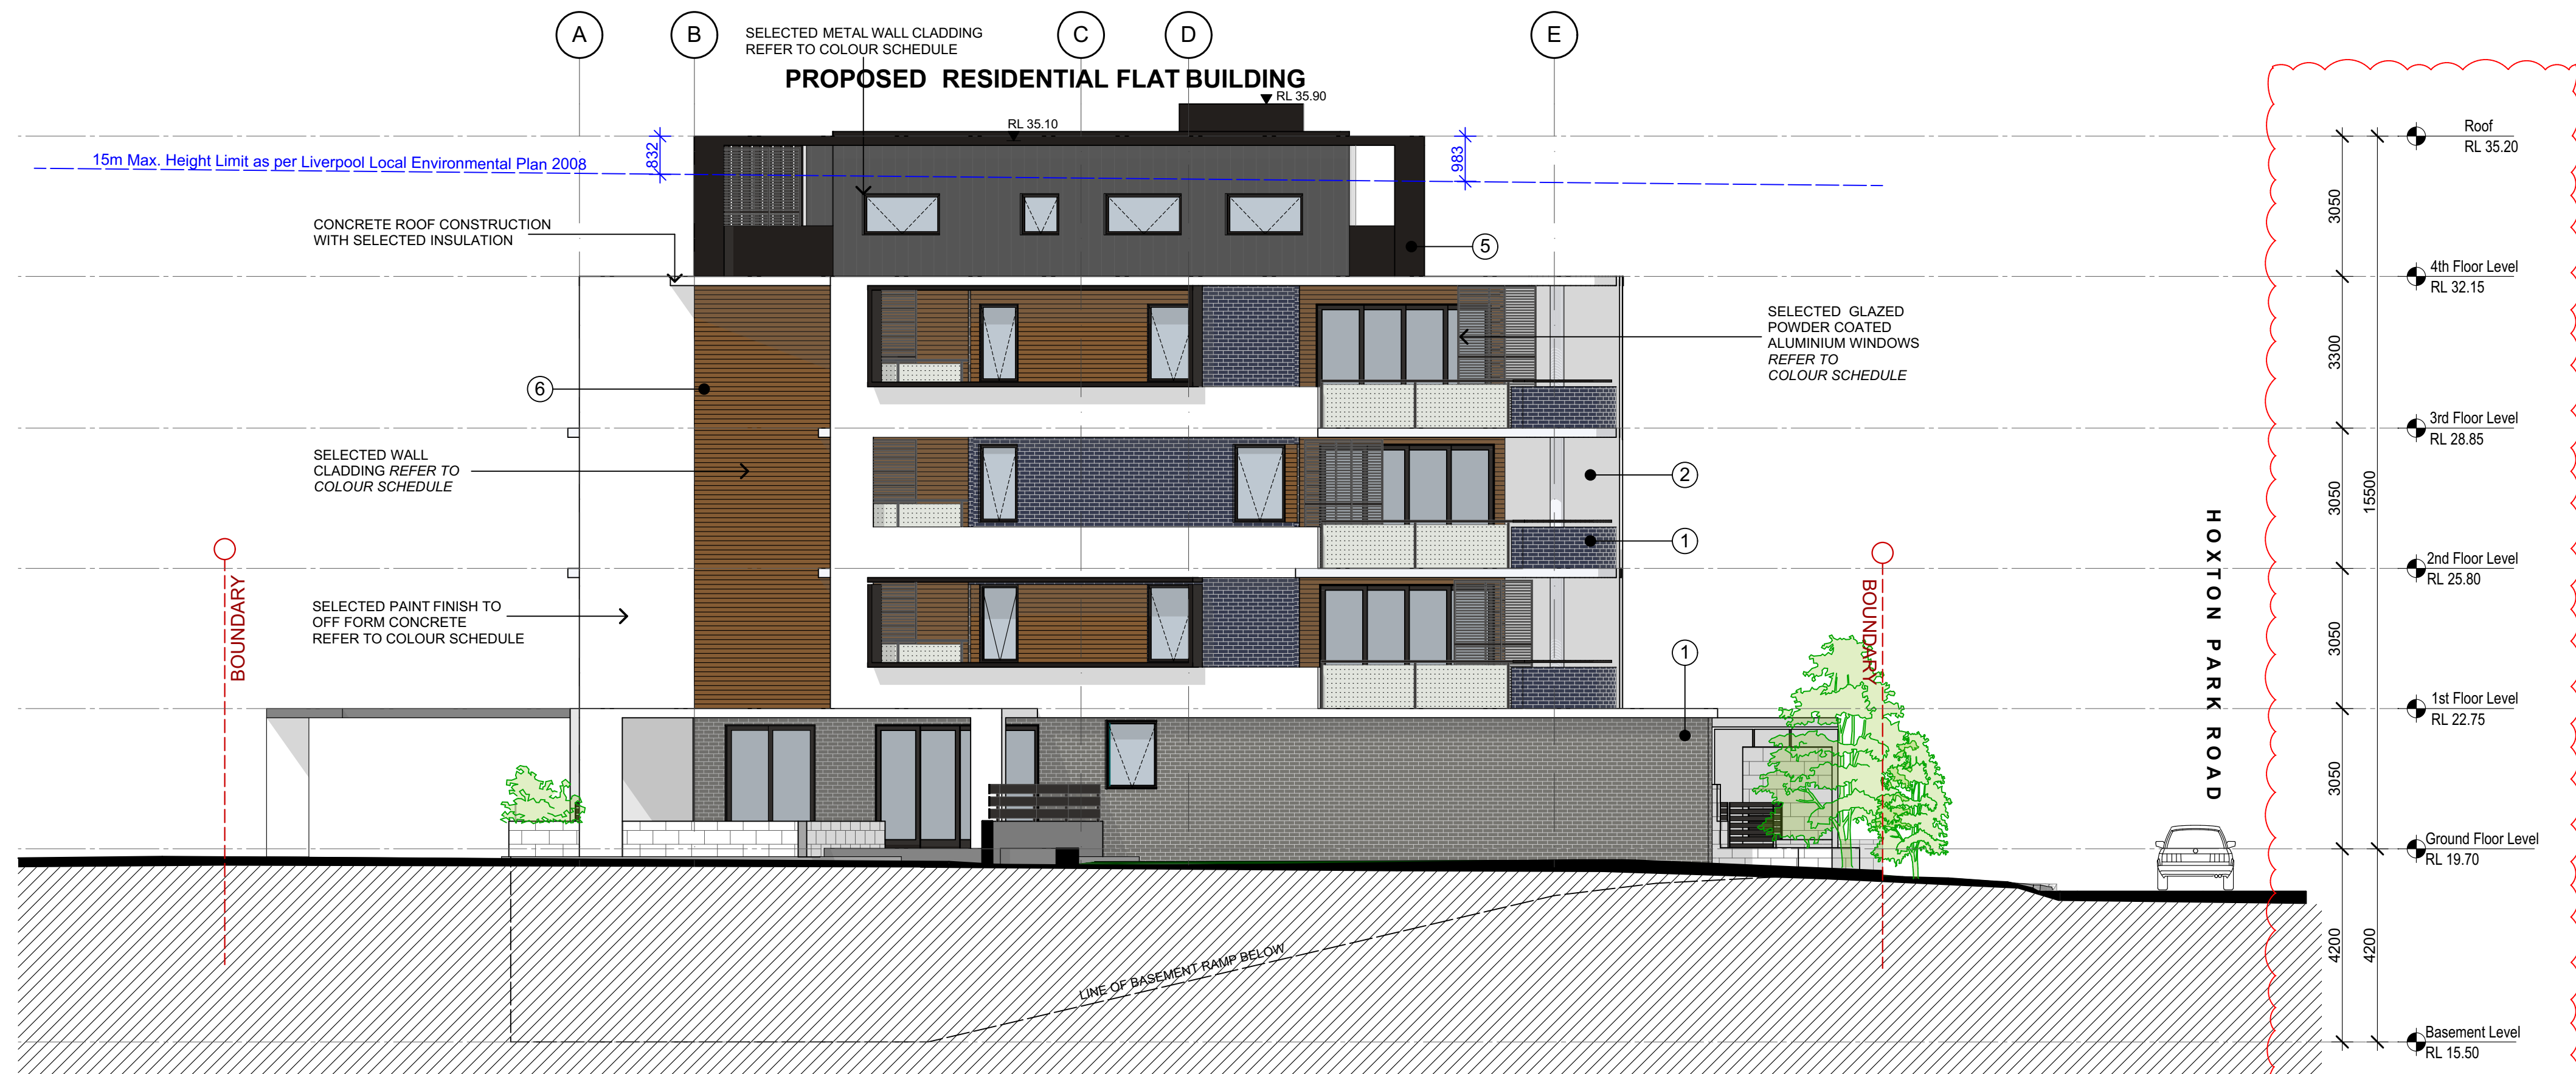 A
B
C
D
E
SELECTED METAL WALL CLADDING
REFER TO COLOUR SCHEDULE
PROPOSED RESIDENTIAL FLAT BUILDING
RL 35.90
RL 35.10
15m Max. Height Limit as per Liverpool Local Environmental Plan 2008
832
983
CONCRETE ROOF CONSTRUCTION
WITH SELECTED INSULATION
5
SELECTED GLAZED
POWDER COATED
ALUMINIUM WINDOWS
REFER TO
COLOUR SCHEDULE
6
SELECTED WALL
CLADDING REFER TO
COLOUR SCHEDULE
2
1
SELECTED PAINT FINISH TO
OFF FORM CONCRETE
REFER TO COLOUR SCHEDULE
1
BOUNDARY
BOUNDARY
HOXTON PARK ROAD
LINE OF BASEMENT RAMP BELOW
3050
3300
3050
3050
3050
4200
15500
4200
Roof
RL 35.20
4th Floor Level
RL 32.15
3rd Floor Level
RL 28.85
2nd Floor Level
RL 25.80
1st Floor Level
RL 22.75
Ground Floor Level
RL 19.70
Basement Level
RL 15.50